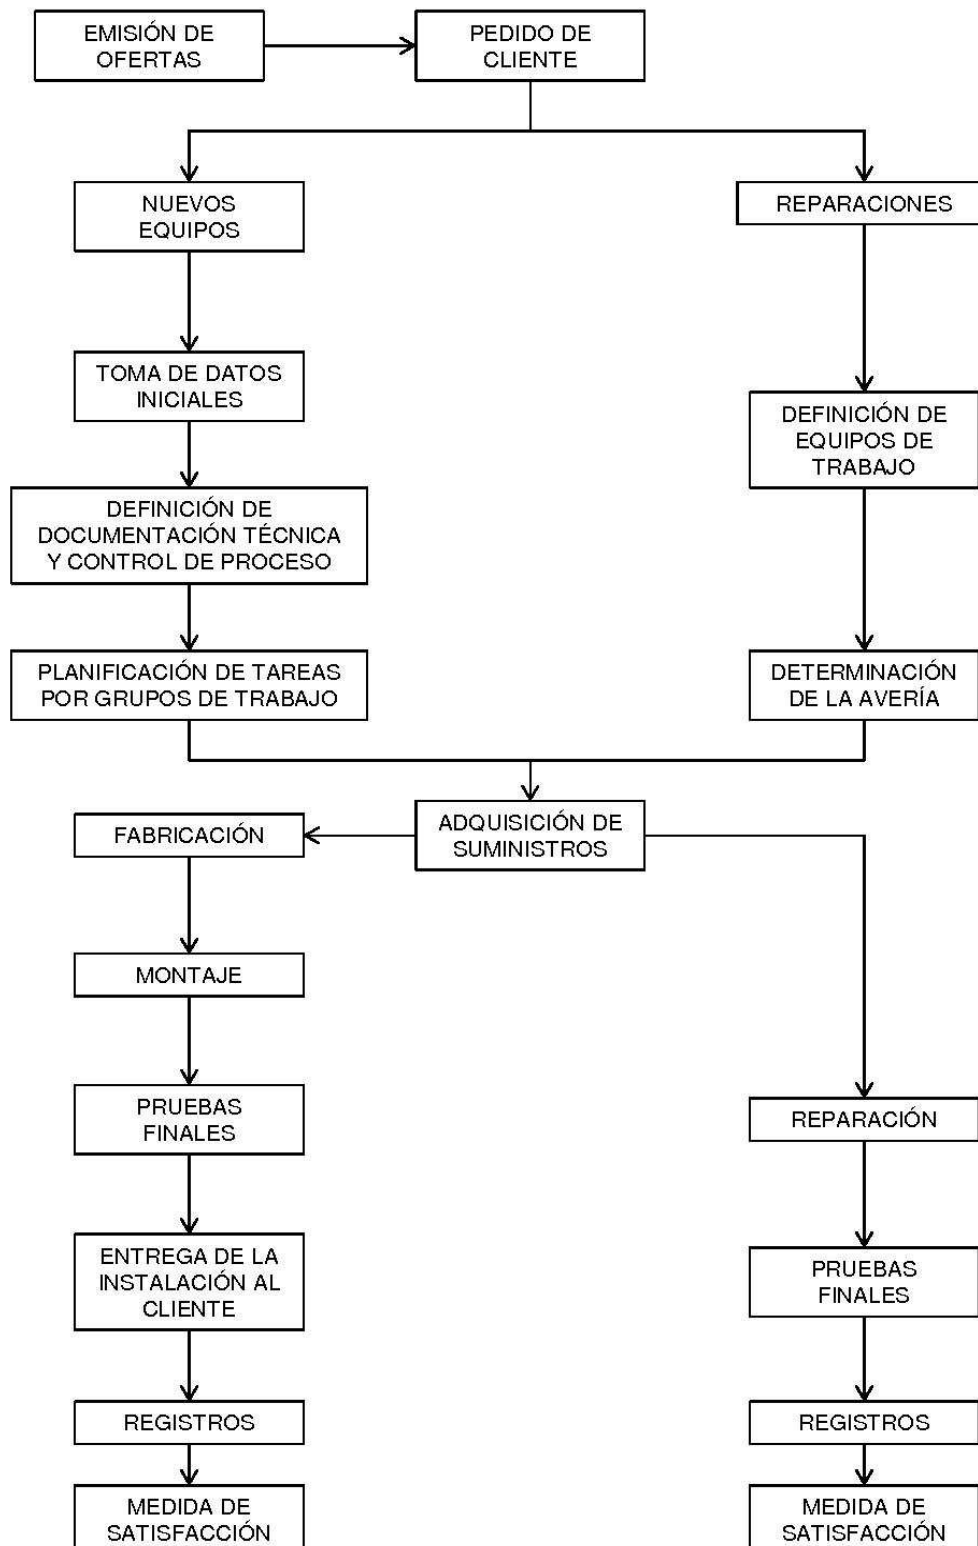 EMISIÓN DE
OFERTAS
PEDIDO DE
CLIENTE
NUEVOS
EQUIPOS
REPARACIONES
TOMA DE DATOS
INICIALES
DEFINICIÓN DE
EQUIPOS DE
TRABAJO
DEFINICIÓN DE
DOCUMENTACIÓN TÉCNICA
Y CONTROL DE PROCESO
PLANIFICACIÓN DE TAREAS
POR GRUPOS DE TRABAJO
DETERMINACIÓN
DE LA AVERÍA
FABRICACIÓN
ADQUISICIÓN DE
SUMINISTROS
MONTAJE
PRUEBAS
FINALES
REPARACIÓN
ENTREGA DE LA
INSTALACIÓN AL
CLIENTE
PRUEBAS
FINALES
REGISTROS
REGISTROS
MEDIDA DE
SATISFACCIÓN
MEDIDA DE
SATISFACCIÓN